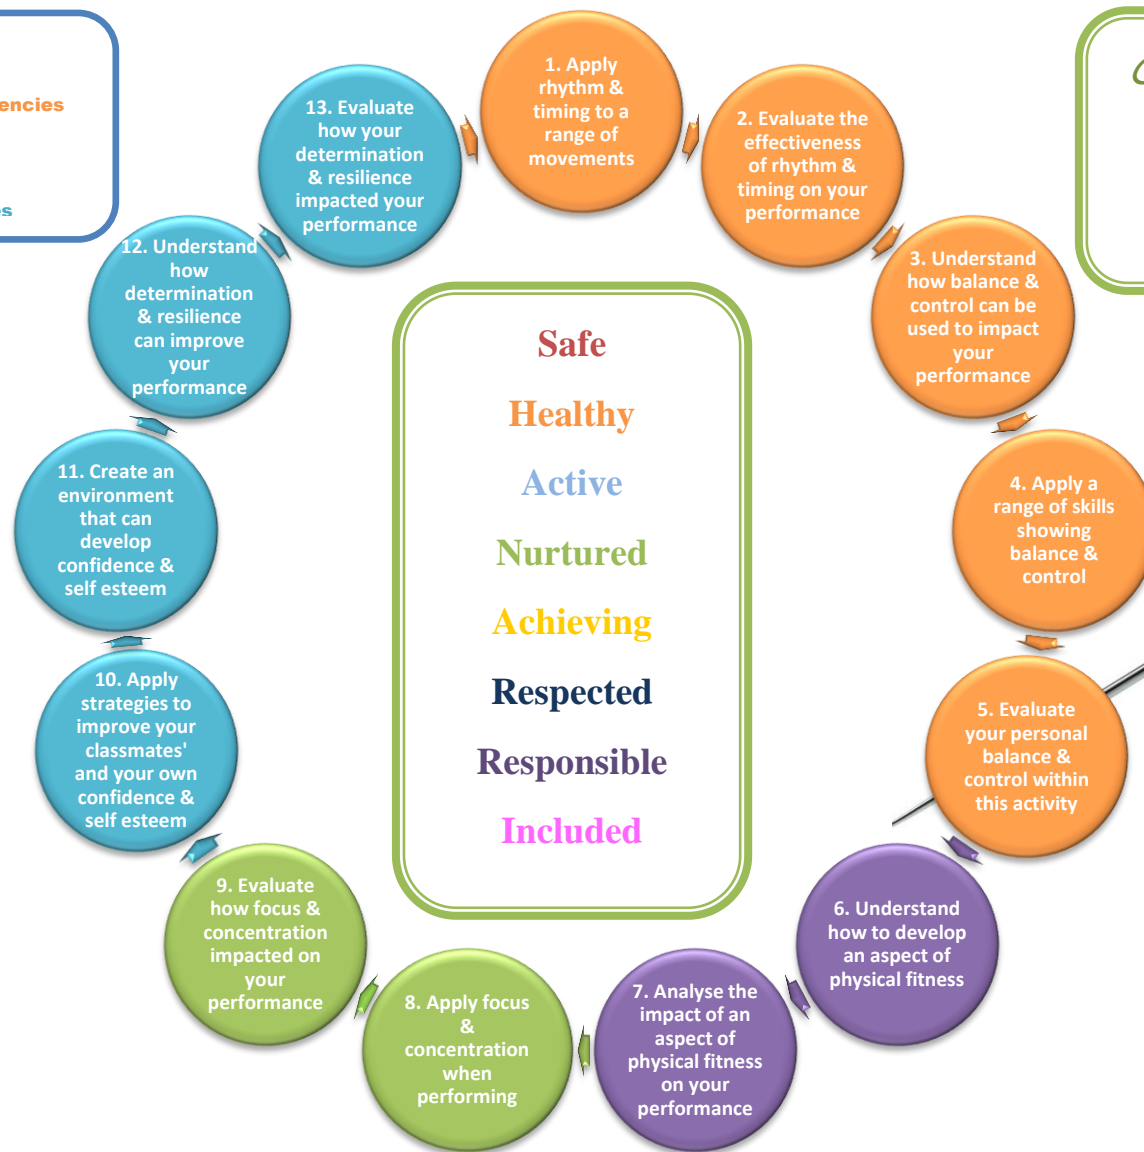 1. Apply
rhythm &
timing to a
range of
movements
2. Evaluate the
effectiveness
of rhythm &
timing on your
performance
3. Understand
how balance &
control can be
used to impact
your
performance
4. Apply a
range of skills
showing
balance &
control
5. Evaluate
your personal
balance &
control within
this activity
6. Understand
how to develop
an aspect of
physical fitness
7. Analyse the
impact of an
aspect of
physical fitness
on your
performance
8. Apply focus
&
concentration
when
performing
9. Evaluate
how focus &
concentration
impacted on
your
performance
10. Apply
strategies to
improve your
classmates'
and your own
confidence &
self esteem
11. Create an
environment
that can
develop
confidence &
self esteem
12. Understand
how
determination
& resilience
can improve
your
performance
13. Evaluate
how your
determination
& resilience
impacted your
performance
Safe
Healthy
Active
Nurtured
Achieving
Respected
Responsible
Included